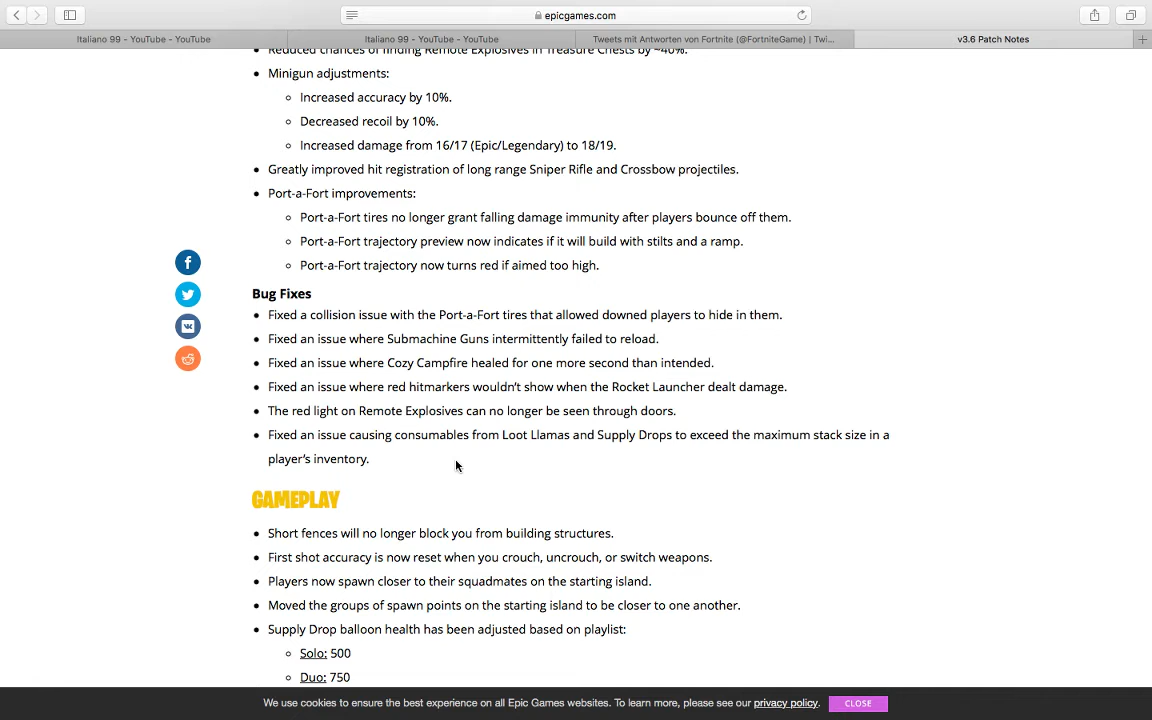 epicgames.com
Italiano 99 - YouTube - YouTube
Italiano 99 - YouTube - YouTube
Tweets mit Antworten von Fortnite (@FortniteGame) | Twi...
v3.6 Patch Notes
Reduced chances of finding Remote Explosives in Treasure Chests by ~40%.
Minigun adjustments:
Increased accuracy by 10%.
Decreased recoil by 10%.
Increased damage from 16/17 (Epic/Legendary) to 18/19.
Greatly improved hit registration of long range Sniper Rifle and Crossbow projectiles.
Port-a-Fort improvements:
Port-a-Fort tires no longer grant falling damage immunity after players bounce off them.
Port-a-Fort trajectory preview now indicates if it will build with stilts and a ramp.
Port-a-Fort trajectory now turns red if aimed too high.
Bug Fixes
Fixed a collision issue with the Port-a-Fort tires that allowed downed players to hide in them.
Fixed an issue where Submachine Guns intermittently failed to reload.
Fixed an issue where Cozy Campfire healed for one more second than intended.
Fixed an issue where red hitmarkers wouldn't show when the Rocket Launcher dealt damage.
The red light on Remote Explosives can no longer be seen through doors.
Fixed an issue causing consumables from Loot Llamas and Supply Drops to exceed the maximum stack size in a
player's inventory.
GAMEPLAY
Short fences will no longer block you from building structures.
First shot accuracy is now reset when you crouch, uncrouch, or switch weapons.
Players now spawn closer to their squadmates on the starting island.
Moved the groups of spawn points on the starting island to be closer to one another.
Supply Drop balloon health has been adjusted based on playlist:
Solo: 500
Duo: 750
We use cookies to ensure the best experience on all Epic Games websites. To learn more, please see our privacy policy. CLOSE